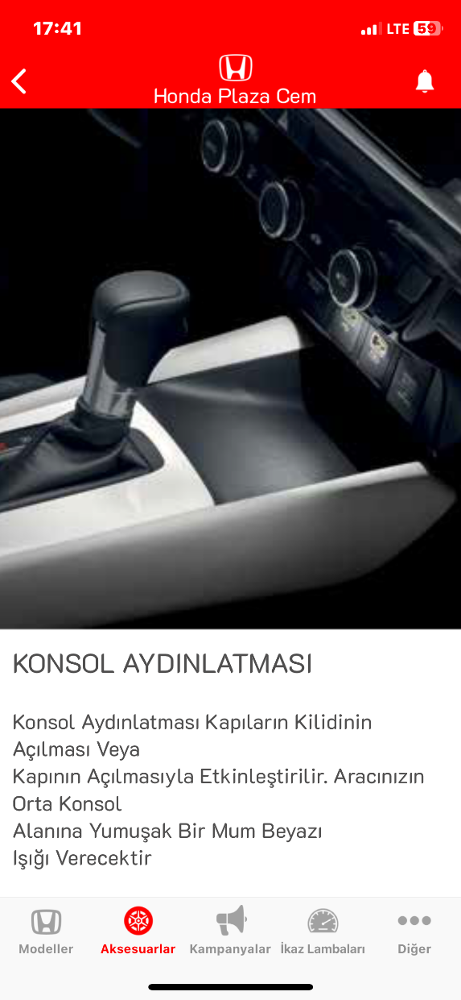 17:41
LTE 59
Honda Plaza Cem
KONSOL AYDINLATMASI
Konsol Aydınlatması Kapıların Kilidinin
Açılması Veya
Kapının Açılmasıyla Etkinleştirilir. Aracınızın
Orta Konsol
Alanına Yumuşak Bir Mum Beyazı
Işığı Verecektir
Modeller
Aksesuarlar
Kampanyalar
İkaz Lambaları
Diğer